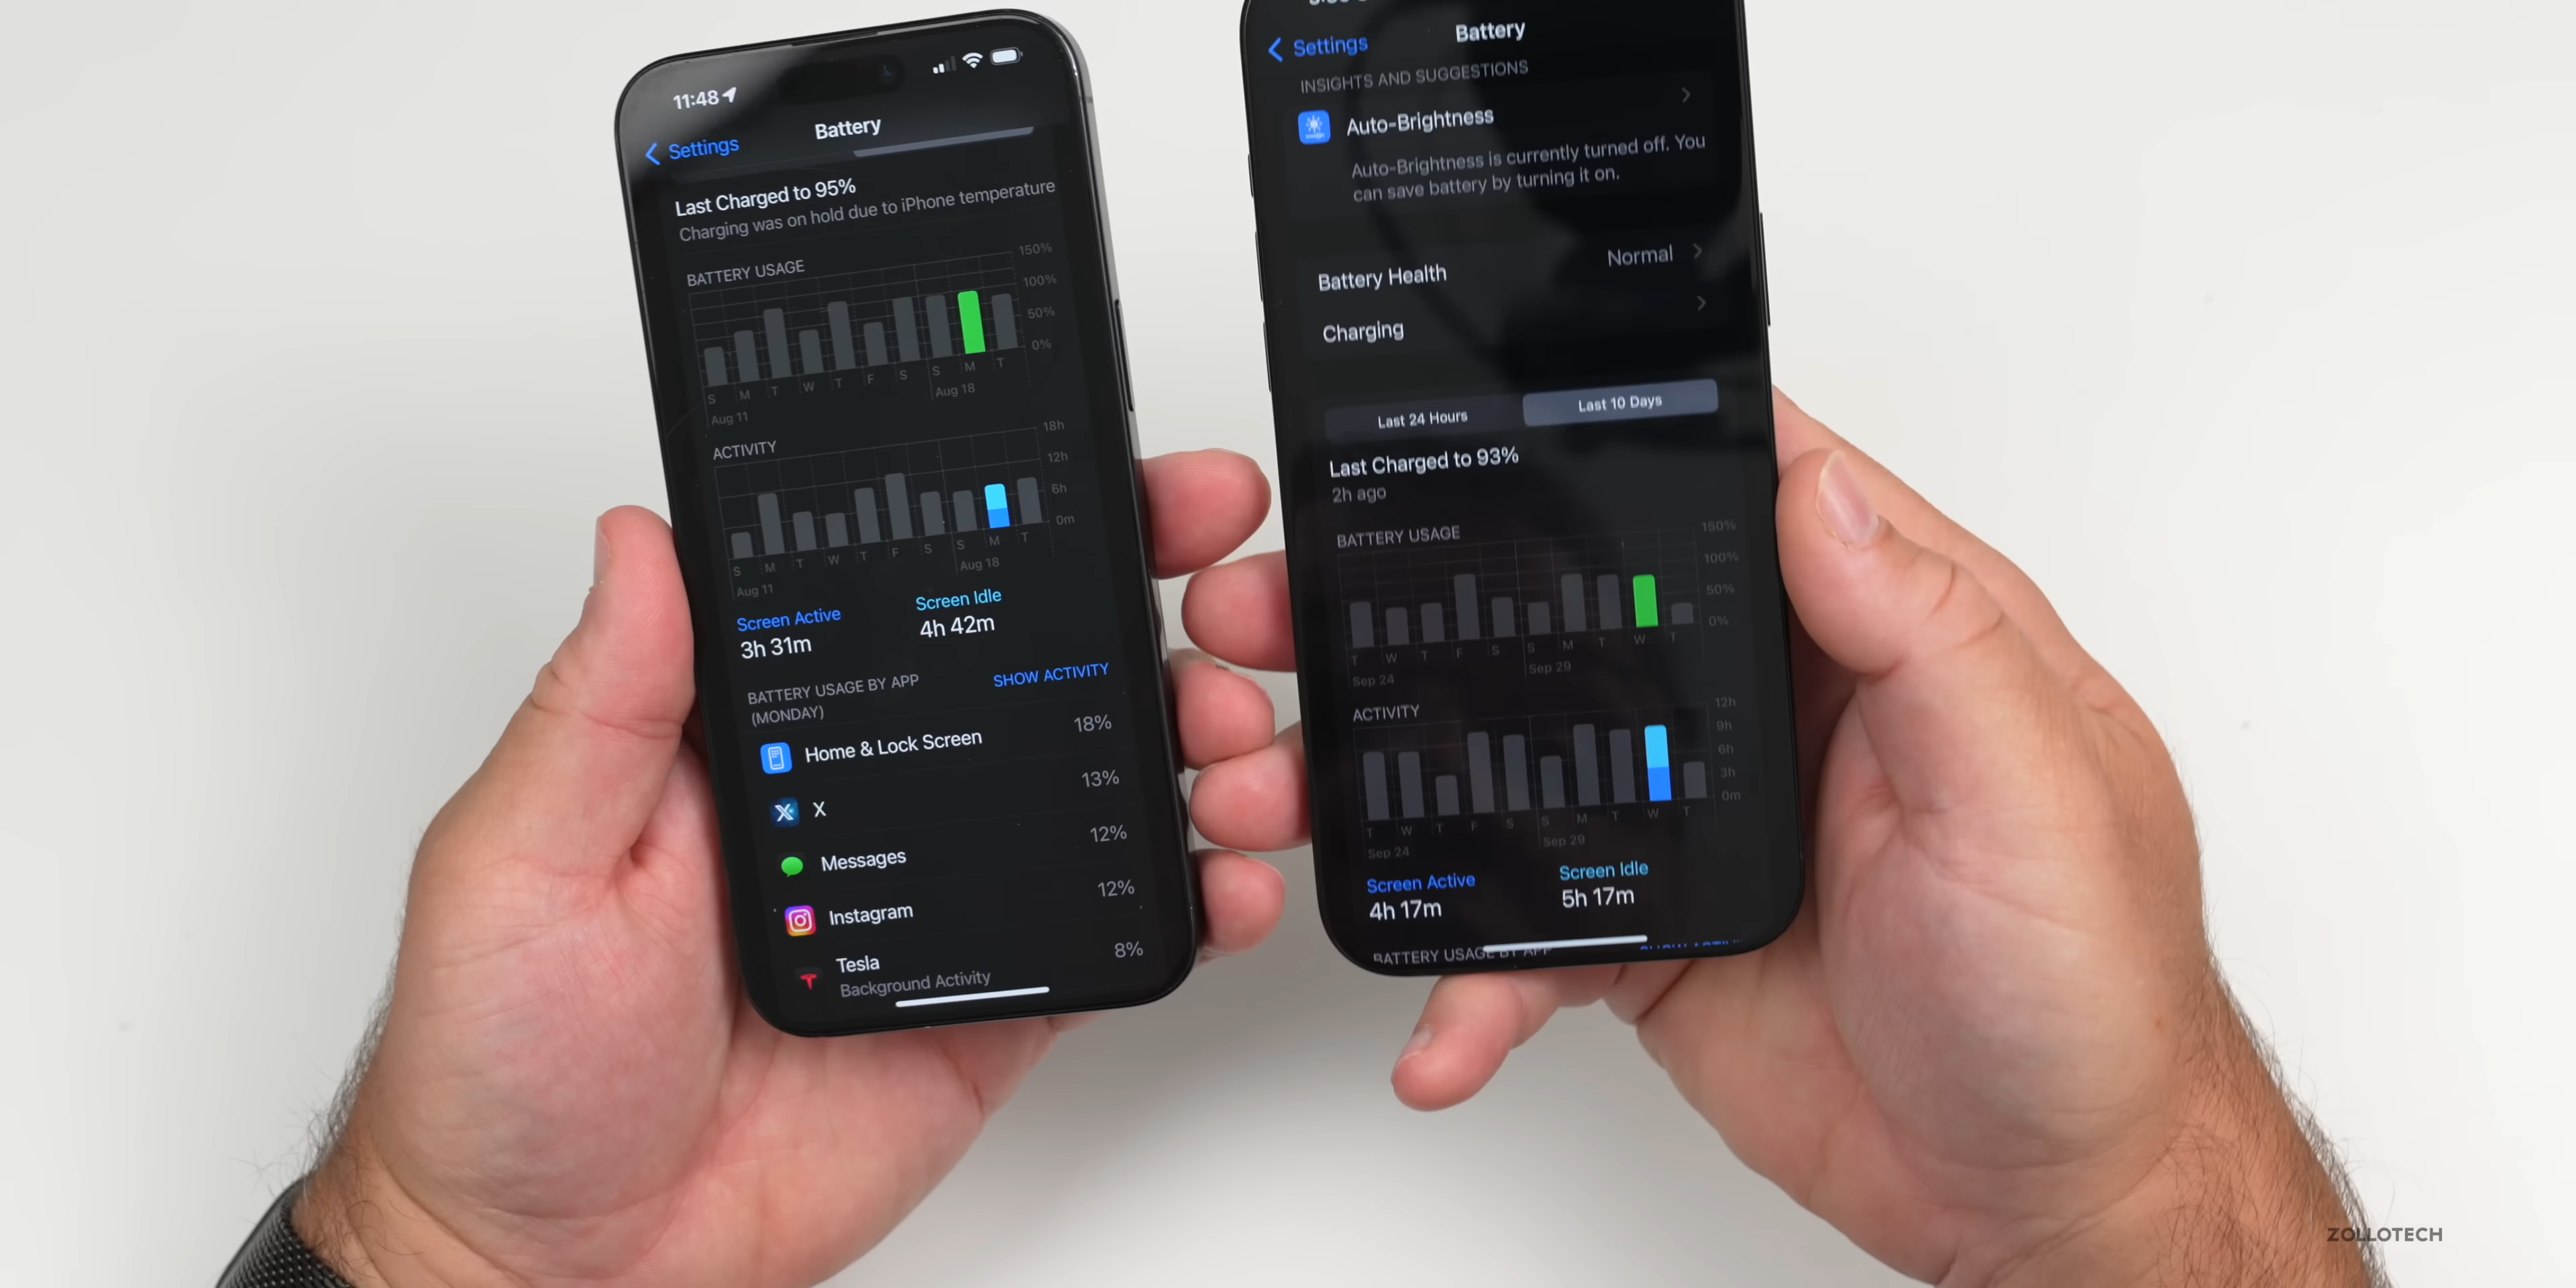 11:48
Settings
Battery
Last Charged to 95%
Charging was on hold due to iPhone temperature
BATTERY USAGE
150%
100%
50%
0%
S M T W T F S S M T
Aug 11 Aug 18
ACTIVITY
18h
12h
6h
0m
S M T W T F S S M T
Aug 11 Aug 18
Screen Active Screen Idle
3h 31m 4h 42m
BATTERY USAGE BY APP SHOW ACTIVITY
(MONDAY)
Home & Lock Screen 18%
X 13%
Messages 12%
Instagram 12%
Tesla 8%
Background Activity
Settings
Battery
INSIGHTS AND SUGGESTIONS
Auto-Brightness
Auto-Brightness is currently turned off. You
can save battery by turning it on.
Battery Health Normal
Charging
Last 24 Hours Last 10 Days
Last Charged to 93%
2h ago
BATTERY USAGE
150%
100%
50%
0%
T W T F S S M T W T
Sep 24 Sep 29
ACTIVITY
12h
9h
6h
3h
0m
T W T F S S M T W T
Sep 24 Sep 29
Screen Active Screen Idle
4h 17m 5h 17m
BATTERY USAGE BY APP
ZOLLOTECH